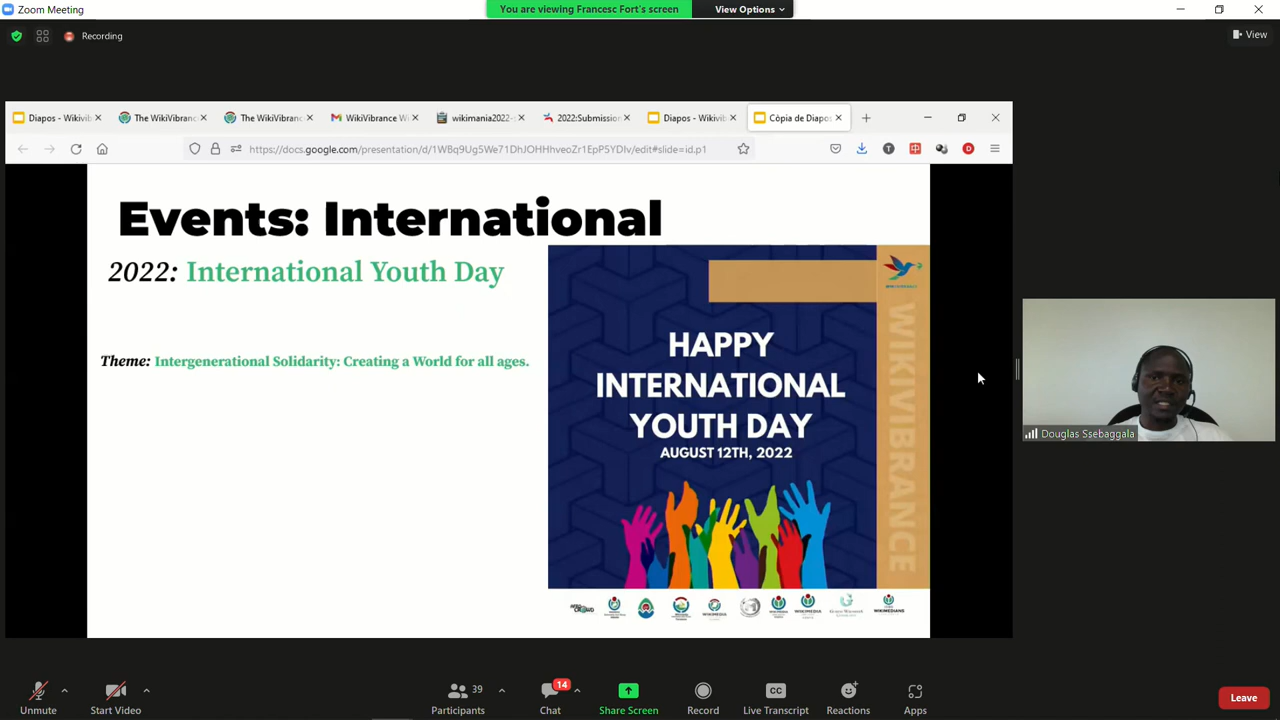 Zoom Meeting
You are viewing Francesc Fort's screen
View Options
Recording
View
Diapos - Wikivib
The WikiVibranc
The WikiVibranc
WikiVibrance W
wikimania2022-
2022:Submission
Diapos - Wikivib
Còpia de Diapos
https://docs.google.com/presentation/d/1WBq9Ug5We71DhJOHHhveoZr1EpP5YDIv/edit#slide=id.p1
Events: International
2022: International Youth Day
Theme: Intergenerational Solidarity: Creating a World for all ages.
HAPPY
INTERNATIONAL
YOUTH DAY
AUGUST 12TH, 2022
WIKIVIBRANCE
Douglas Ssebaggala
Unmute
Start Video
39
Participants
14
Chat
Share Screen
Record
CC
Live Transcript
Reactions
Apps
Leave